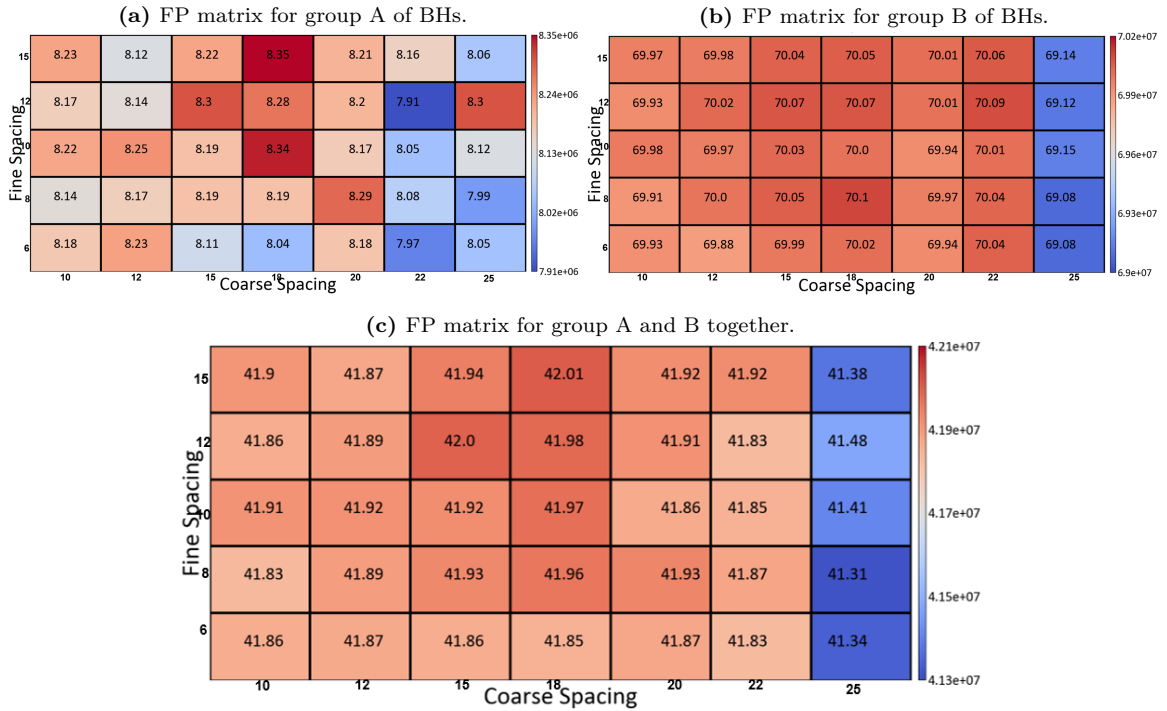 (a) FP matrix for group A of BHs.
15 8.23 8.12 8.22 8.35 8.21 8.16 8.06
12 8.17 8.14 8.3 8.28 8.2 7.91 8.3
10 8.22 8.25 8.19 8.34 8.17 8.05 8.12
8 8.14 8.17 8.19 8.19 8.29 8.08 7.99
6 8.18 8.23 8.11 8.04 8.18 7.97 8.05
10 12 15 18 20 22 25
Fine Spacing
Coarse Spacing
8.35e+06
8.24e+06
8.13e+06
8.02e+06
7.91e+06
(b) FP matrix for group B of BHs.
15 69.97 69.98 70.04 70.05 70.01 70.06 69.14
12 69.93 70.02 70.07 70.07 70.01 70.09 69.12
10 69.98 69.97 70.03 70.0 69.94 70.01 69.15
8 69.91 70.0 70.05 70.1 69.97 70.04 69.08
6 69.93 69.88 69.99 70.02 69.94 70.04 69.08
10 12 15 18 20 22 25
Fine Spacing
Coarse Spacing
7.02e+07
6.99e+07
6.96e+07
6.93e+07
6.9e+07
(c) FP matrix for group A and B together.
15 41.9 41.87 41.94 42.01 41.92 41.92 41.38
12 41.86 41.89 42.0 41.98 41.91 41.83 41.48
10 41.91 41.92 41.92 41.97 41.86 41.85 41.41
8 41.83 41.89 41.93 41.96 41.93 41.87 41.31
6 41.86 41.87 41.86 41.85 41.87 41.83 41.34
10 12 15 18 20 22 25
Fine Spacing
Coarse Spacing
4.21e+07
4.19e+07
4.17e+07
4.15e+07
4.13e+07